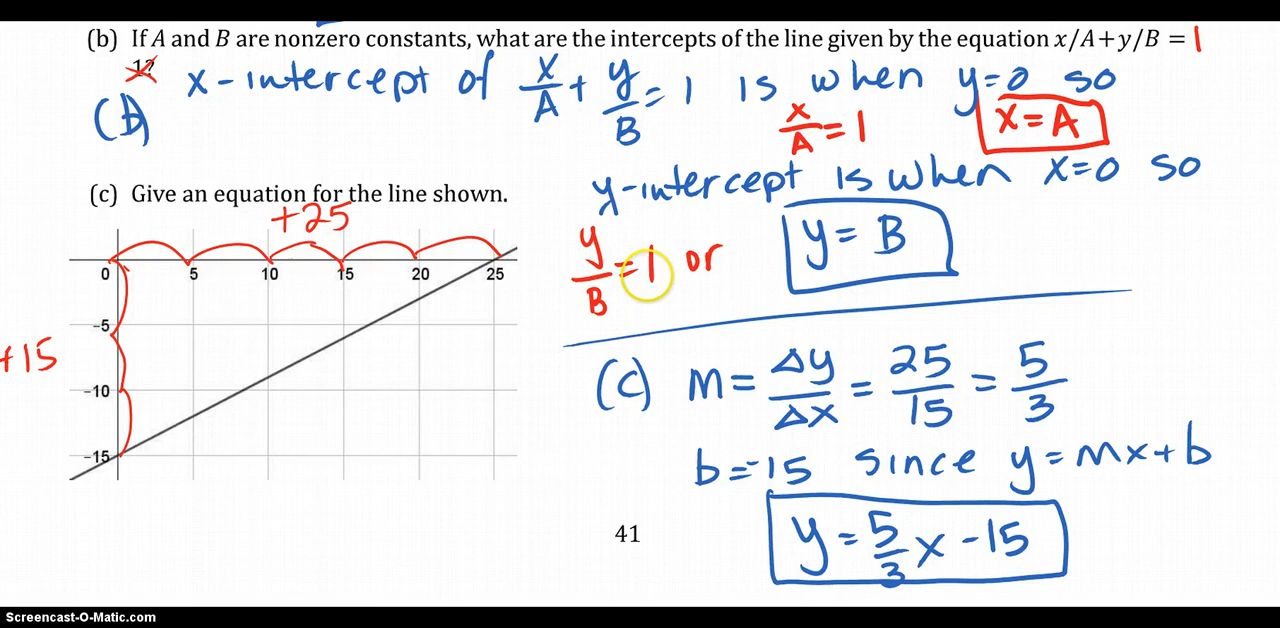 (b) If A and B are nonzero constants, what are the intercepts of the line given by the equation x/A+y/B = 1
1?
(b) x-intercept of x/A + y/B = 1 is when y=0 so
x/A = 1 x=A
y-intercept is when x=0 so
y/B = 1 or y = B
(c) Give an equation for the line shown.
+25
0 5 10 15 20 25
-5
+15
-10
-15
(c) m = Δy/Δx = 25/15 = 5/3
b=-15 since y=mx+b
y = 5/3 x -15
41
Screencast-O-Matic.com